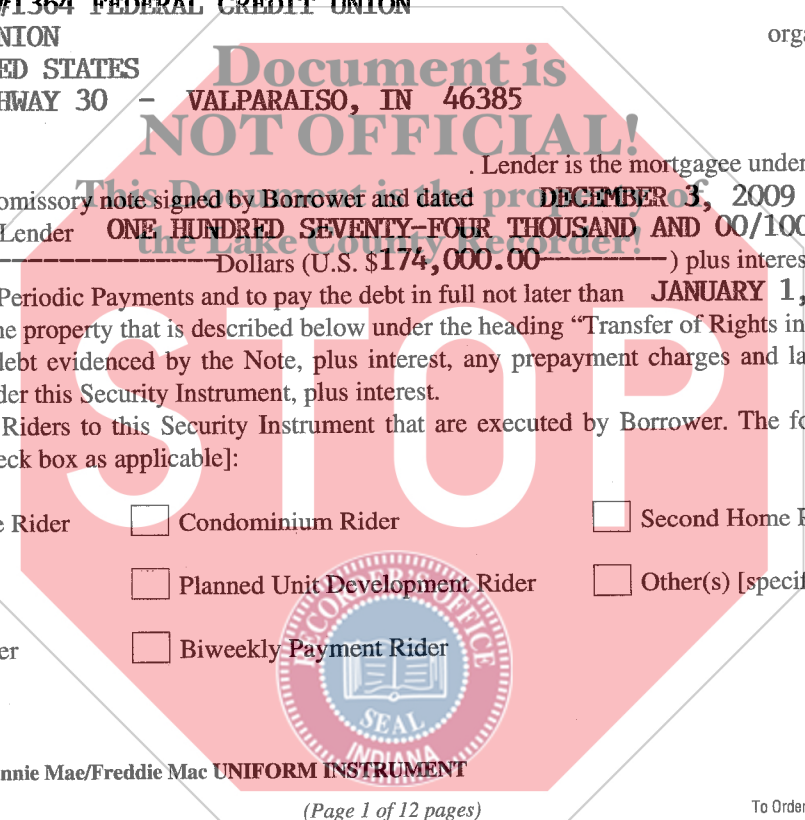 #1364 FEDERAL CREDIT UNION
NION
orga
ED STATES
HWAY 30 - VALPARAISO, IN 46385
Document is
NOT OFFICIAL!
This Document is the property of
the Lake County Recorder!
. Lender is the mortgagee under
omissory note signed by Borrower and dated DECEMBER 3, 2009
Lender ONE HUNDRED SEVENTY-FOUR THOUSAND AND 00/100
Dollars (U.S. $174,000.00----------) plus interes
Periodic Payments and to pay the debt in full not later than JANUARY 1,
ne property that is described below under the heading “Transfer of Rights in
lebt evidenced by the Note, plus interest, any prepayment charges and la
der this Security Instrument, plus interest.
Riders to this Security Instrument that are executed by Borrower. The fo
eck box as applicable]:
STOP
e Rider Condominium Rider Second Home R
Planned Unit Development Rider Other(s) [specif
er Biweekly Payment Rider
RECORDER'S OFFICE
SEAL
INDIANA
nnie Mae/Freddie Mac UNIFORM INSTRUMENT
(Page 1 of 12 pages)
To Order